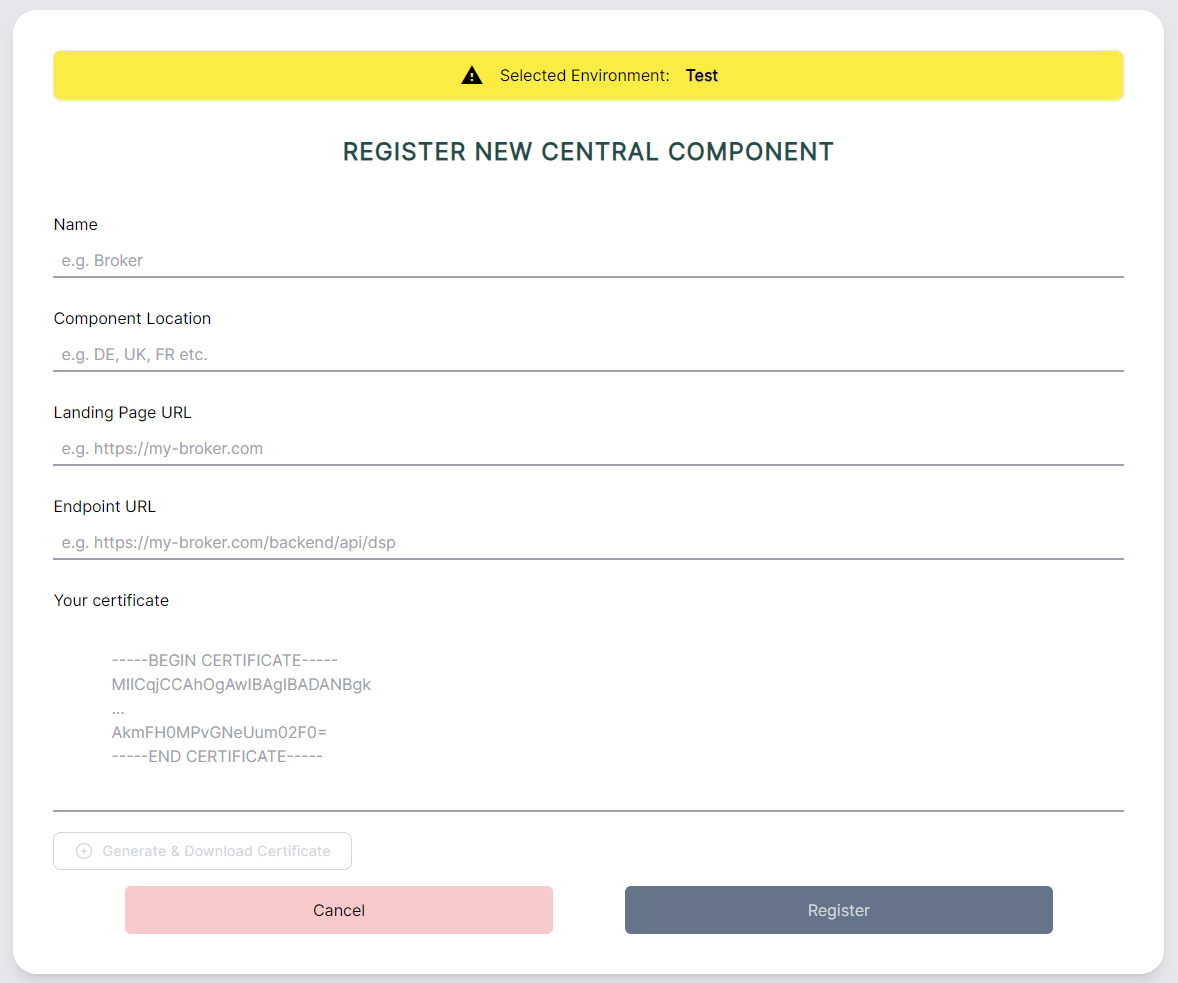 Selected Environment: Test
REGISTER NEW CENTRAL COMPONENT
Name
e.g. Broker
Component Location
e.g. DE, UK, FR etc.
Landing Page URL
e.g. https://my-broker.com
Endpoint URL
e.g. https://my-broker.com/backend/api/dsp
Your certificate
-----BEGIN CERTIFICATE-----
MIICqjCCAhOgAwIBAgIBADANBgk
...
AkmFH0MPvGNeUum02F0=
-----END CERTIFICATE-----
Generate & Download Certificate
Cancel
Register